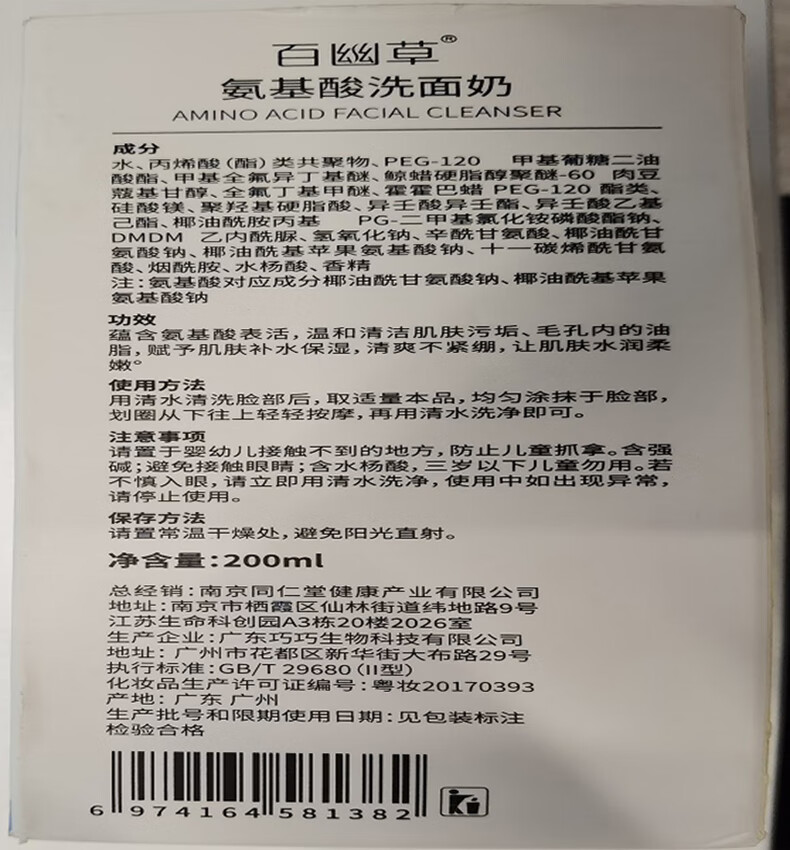 百幽草®
氨基酸洗面奶
AMINO ACID FACIAL CLEANSER
成分
水、丙烯酸(酯)类共聚物、PEG-120 甲基葡糖二油
酸酯、甲基全氟异丁基醚、鲸蜡硬脂醇聚醚-60 肉豆
蔻基甘醇、全氟丁基甲醚、霍霍巴蜡 PEG-120 酯类、
硅酸镁、聚羟基硬脂酸、异壬酸异壬酯、异壬酸乙基
己酯、椰油酰胺丙基 PG-二甲基氯化铵磷酸酯钠、
DMDM 乙内酰脲、氢氧化钠、辛酰甘氨酸、椰油酰甘
氨酸钠、椰油酰基苹果氨基酸钠、十一碳烯酰甘氨
酸、烟酰胺、水杨酸、香精
注:氨基酸对应成分椰油酰甘氨酸钠、椰油酰基苹果
氨基酸钠
功效
蕴含氨基酸表活,温和清洁肌肤污垢、毛孔内的油
脂,赋予肌肤补水保湿,清爽不紧绷,让肌肤水润柔
嫩。
使用方法
用清水清洗脸部后,取适量本品,均匀涂抹于脸部,
划圈从下往上轻轻按摩,再用清水洗净即可。
注意事项
请置于婴幼儿接触不到的地方,防止儿童抓拿。含强
碱;避免接触眼睛;含水杨酸,三岁以下儿童勿用。若
不慎入眼,请立即用清水洗净,使用中如出现异常,
请停止使用。
保存方法
请置常温干燥处,避免阳光直射。
净含量:200ml
总经销:南京同仁堂健康产业有限公司
地址:南京市栖霞区仙林街道纬地路9号
江苏生命科创园A3栋20楼2026室
生产企业:广东巧巧生物科技有限公司
地址:广州市花都区新华街大布路29号
执行标准:GB/T 29680(II型)
化妆品生产许可证编号:粤妆20170393
产地:广东 广州
生产批号和限期使用日期:见包装标注
检验合格
6 974164 581382